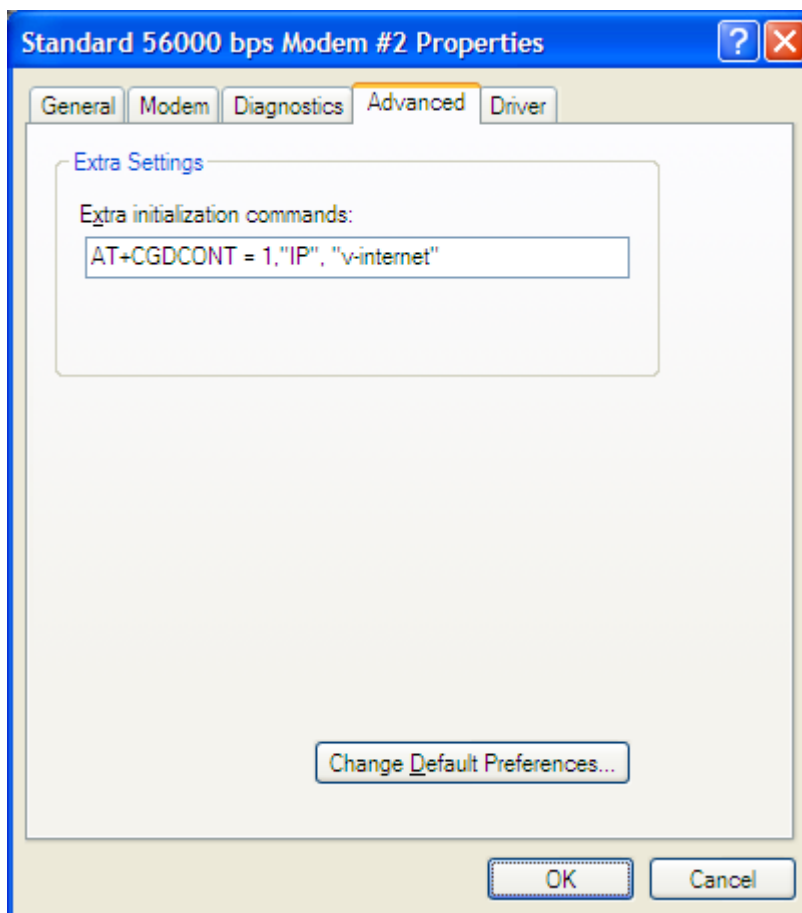 Standard 56000 bps Modem #2 Properties
General Modem Diagnostics Advanced Driver
Extra Settings
Extra initialization commands:
AT+CGDCONT = 1,"IP", "v-internet"
Change Default Preferences...
OK Cancel